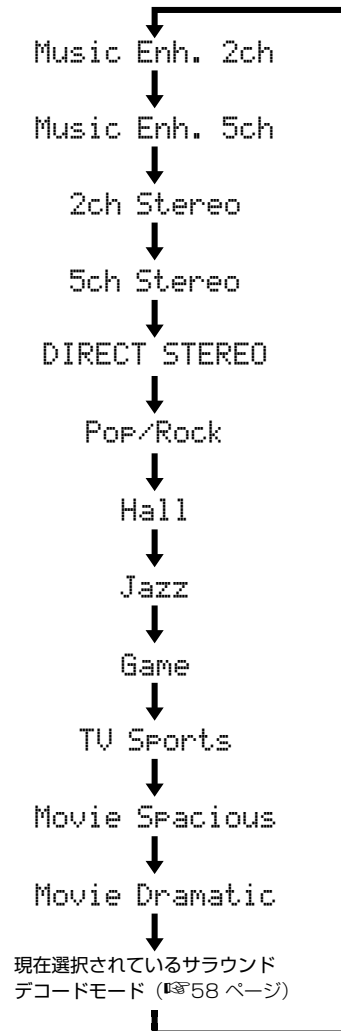 Music Enh. 2ch
Music Enh. 5ch
2ch Stereo
5ch Stereo
DIRECT STEREO
Pop/Rock
Hall
Jazz
Game
TV Sports
Movie Spacious
Movie Dramatic
現在選択されているサラウンド
デコードモード（☞58 ページ）